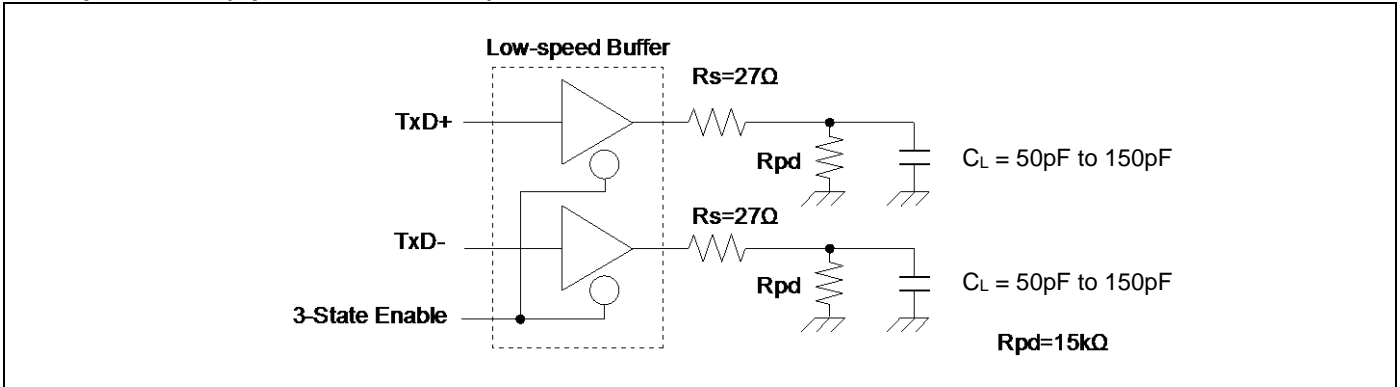 Low-speed Buffer
Rs=27Ω
TxD+
Rpd
CL = 50pF to 150pF
Rs=27Ω
TxD-
Rpd
CL = 50pF to 150pF
3-State Enable
Rpd=15kΩ